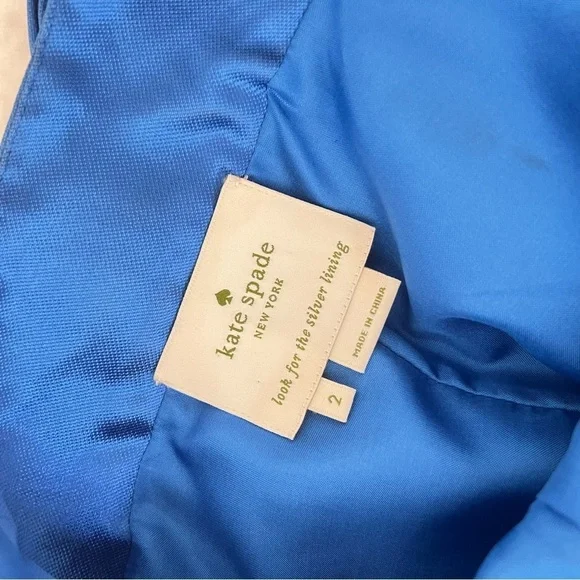 kate spade
NEW YORK
look for the silver lining
2
MADE IN CHINA